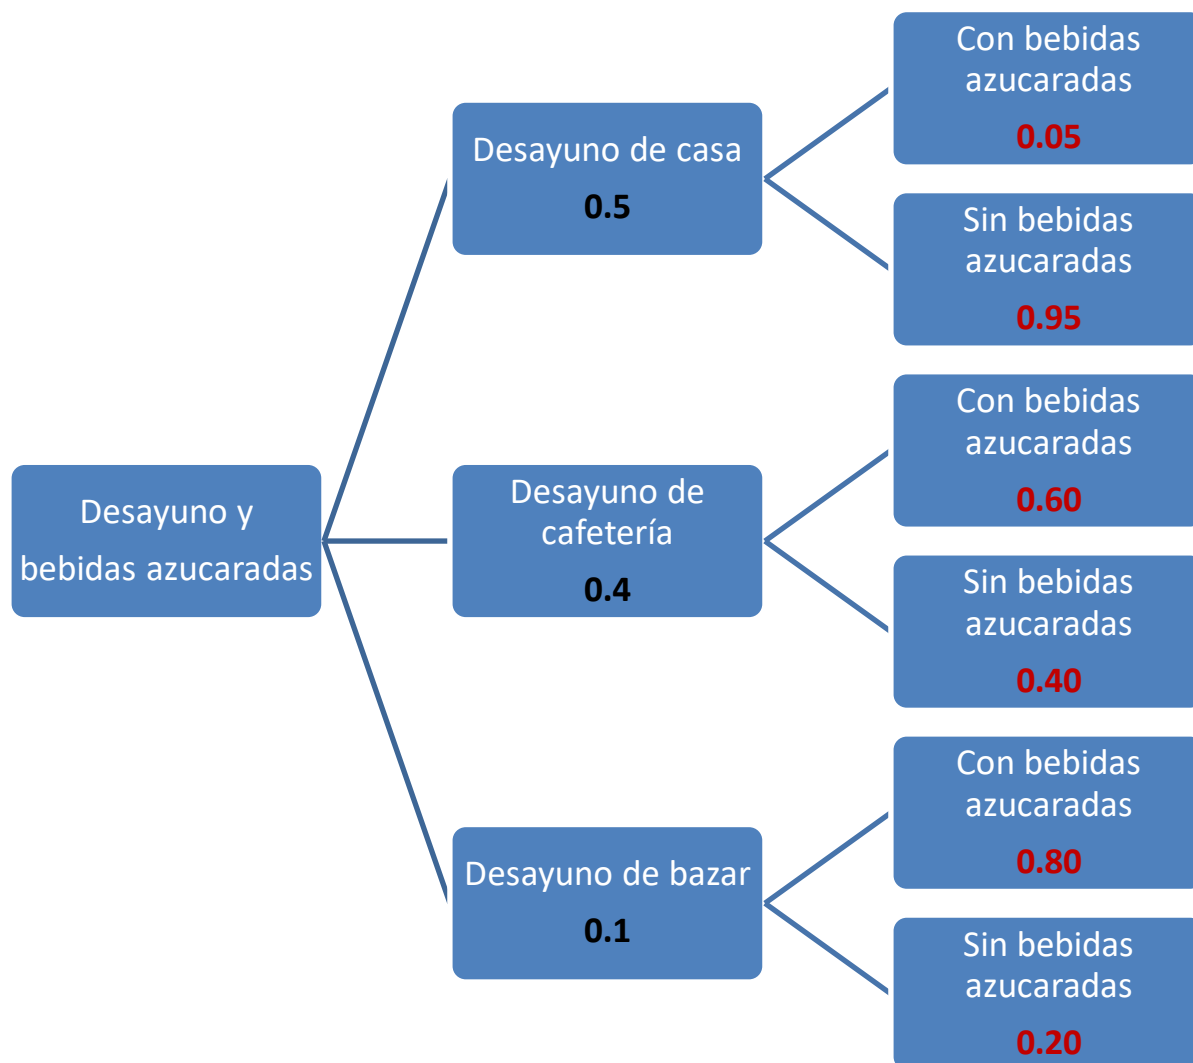 Desayuno y
bebidas azucaradas
Desayuno de casa
0.5
Con bebidas
azucaradas
0.05
Sin bebidas
azucaradas
0.95
Desayuno de
cafetería
0.4
Con bebidas
azucaradas
0.60
Sin bebidas
azucaradas
0.40
Desayuno de bazar
0.1
Con bebidas
azucaradas
0.80
Sin bebidas
azucaradas
0.20